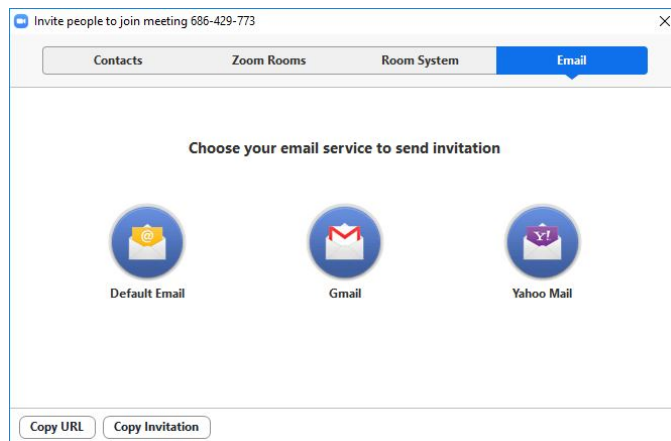 Invite people to join meeting 686-429-773
Contacts Zoom Rooms Room System Email
Choose your email service to send invitation
@ Y!
Default Email Gmail Yahoo Mail
Copy URL Copy Invitation